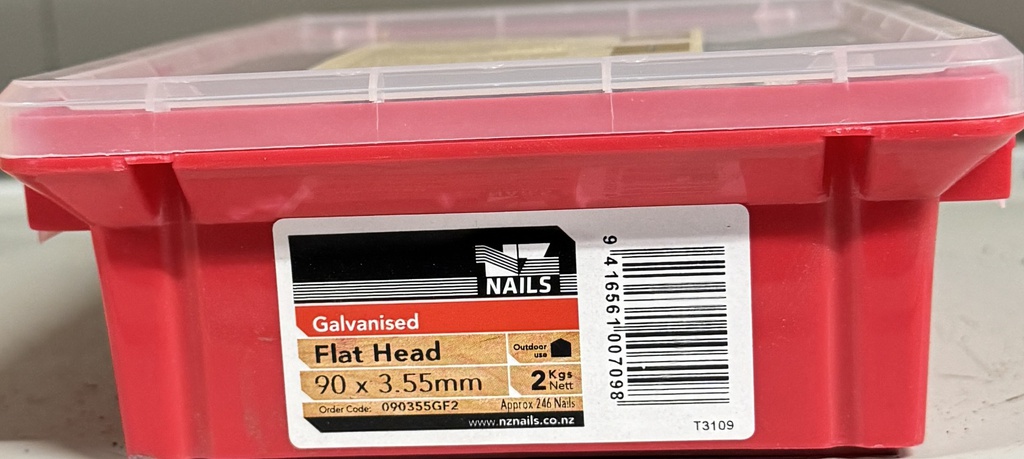 NZ
NAILS
Galvanised
Flat Head
Outdoor
use
90 x 3.55mm
2 Kgs
Nett
Order Code: 090355GF2
Approx 246 Nails
www.nznails.co.nz
9 416561 007098
T3109